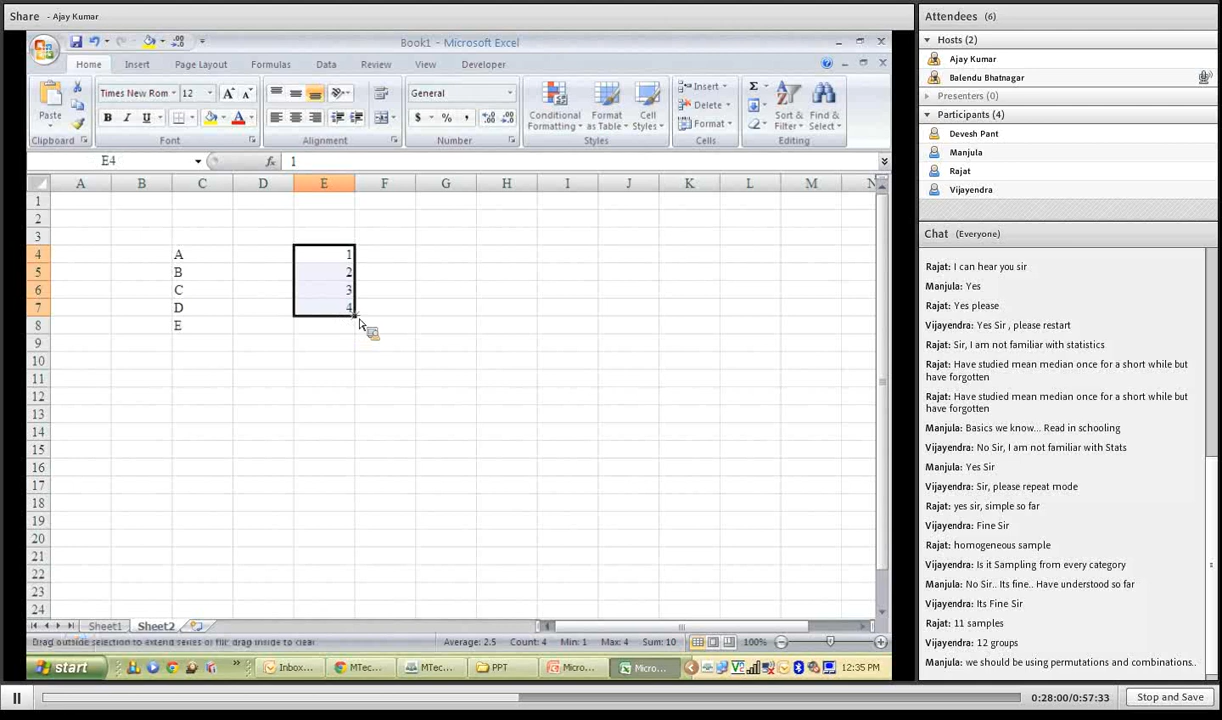 Share - Ajay Kumar
Attendees (6)
Book1 - Microsoft Excel
Hosts (2)
Ajay Kumar
Balendu Bhatnagar
Presenters (0)
Participants (4)
Devesh Pant
Manjula
Rajat
Vijayendra
Home Insert Page Layout Formulas Data Review View Developer
Times New Rom 12 General Insert Σ
Paste B I U A $ % , Conditional Formatting Format as Table Cell Styles Delete Format Sort & Filter Find & Select
Clipboard Font Alignment Number Styles Cells Editing
E4 fx 1
A B C D E F G H I J K L M N
1
2
3
4 A 1
5 B 2
6 C 3
7 D 4
8 E
9
10
11
12
13
14
15
16
17
18
19
20
21
22
23
24
Sheet1 Sheet2
Drag outside selection to extend series or fill; drag inside to clear Average: 2.5 Count: 4 Min: 1 Max: 4 Sum: 10 100%
start Inbox... MTec... MTec... PPT Micro... Micro... 12:35 PM
Chat (Everyone)
Rajat: I can hear you sir
Manjula: Yes
Rajat: Yes please
Vijayendra: Yes Sir , please restart
Rajat: Sir, I am not familiar with statistics
Rajat: Have studied mean median once for a short while but
have forgotten
Rajat: Have studied mean median once for a short while but
have forgotten
Manjula: Basics we know... Read in schooling
Vijayendra: No Sir, I am not familiar with Stats
Manjula: Yes Sir
Vijayendra: Sir, please repeat mode
Rajat: yes sir, simple so far
Vijayendra: Fine Sir
Rajat: homogeneous sample
Vijayendra: Is it Sampling from every category
Manjula: No Sir.. Its fine.. Have understood so far
Vijayendra: Its Fine Sir
Rajat: 11 samples
Vijayendra: 12 groups
Manjula: we should be using permutations and combinations..
0:28:00/0:57:33 Stop and Save